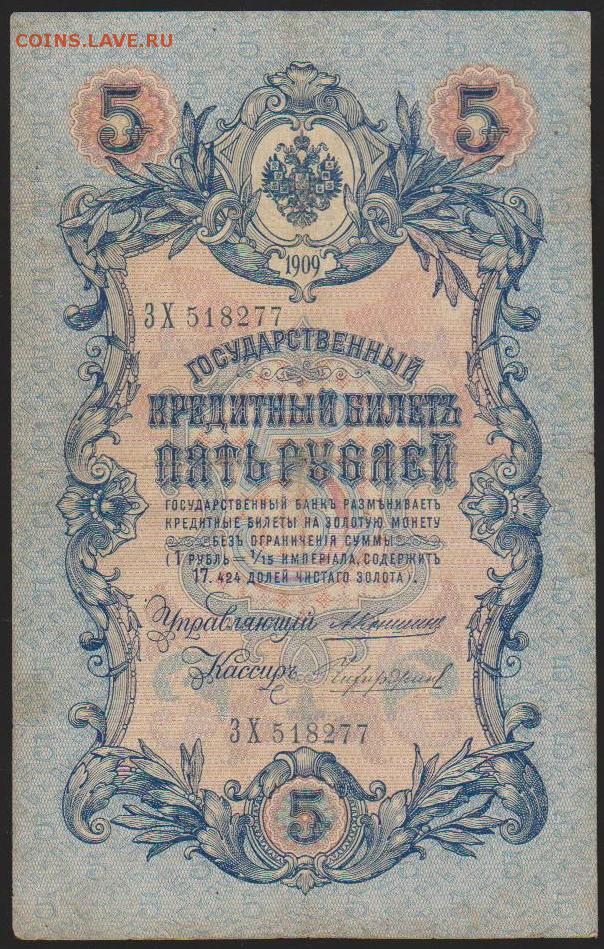 COINS.LAVE.RU
5 5
1909
ЗХ 518277
ГОСУДАРСТВЕННЫЙ
КРЕДИТНЫЙ БИЛЕТЪ
ПЯТЬ РУБЛЕЙ
ГОСУДАРСТВЕННЫЙ БАНКЪ РАЗМѢНИВАЕТЪ
КРЕДИТНЫЕ БИЛЕТЫ НА ЗОЛОТУЮ МОНЕТУ
БЕЗЪ ОГРАНИЧЕНІЯ СУММЫ
(1 РУБЛЬ = 1/15 ИМПЕРІАЛА, СОДЕРЖИТЪ
17,424 ДОЛЕЙ ЧИСТАГО ЗОЛОТА).
Управляющій
Кассиръ
ЗХ 518277
5